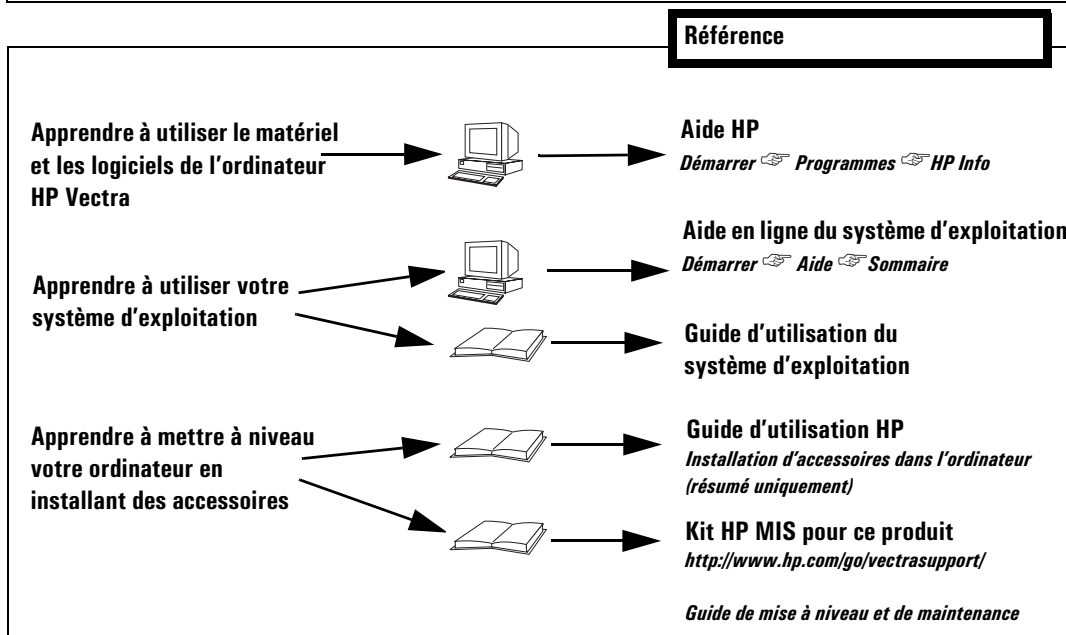 Référence
Apprendre à utiliser le matériel
et les logiciels de l'ordinateur
HP Vectra
Aide HP
Démarrer ☞ Programmes ☞ HP Info
Apprendre à utiliser votre
système d'exploitation
Aide en ligne du système d'exploitation
Démarrer ☞ Aide ☞ Sommaire
Guide d'utilisation du
système d'exploitation
Apprendre à mettre à niveau
votre ordinateur en
installant des accessoires
Guide d'utilisation HP
Installation d'accessoires dans l'ordinateur
(résumé uniquement)
Kit HP MIS pour ce produit
http://www.hp.com/go/vectrasupport/
Guide de mise à niveau et de maintenance